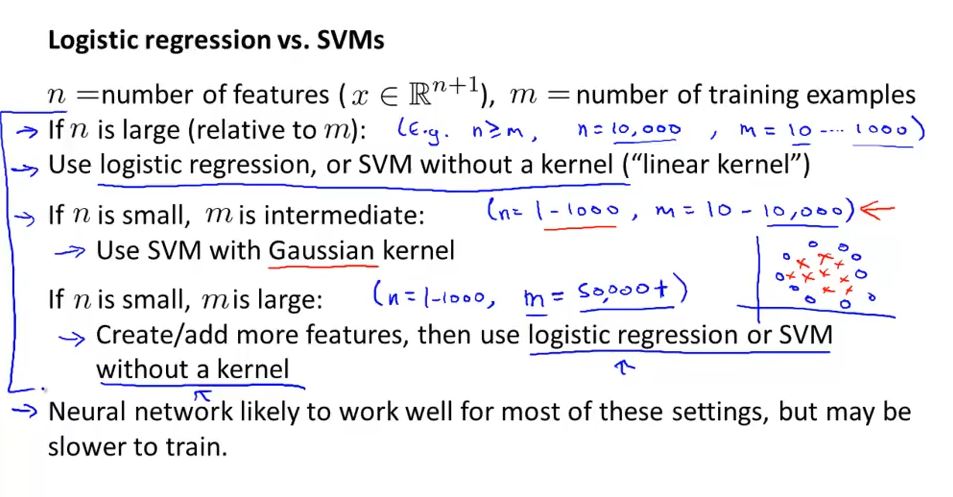 Logistic regression vs. SVMs
n =number of features ( x ∈ ℝⁿ⁺¹), m = number of training examples
→ If n is large (relative to m): (E.g. n ≥ m, n = 10,000 , m = 10 .... 1000)
→ Use logistic regression, or SVM without a kernel (“linear kernel”)
→ If n is small, m is intermediate: (n = 1 - 1000 , m = 10 - 10,000) ←
→ Use SVM with Gaussian kernel
If n is small, m is large: (n = 1 - 1000, m = 50,000+)
→ Create/add more features, then use logistic regression or SVM
without a kernel
→ Neural network likely to work well for most of these settings, but may be
slower to train.